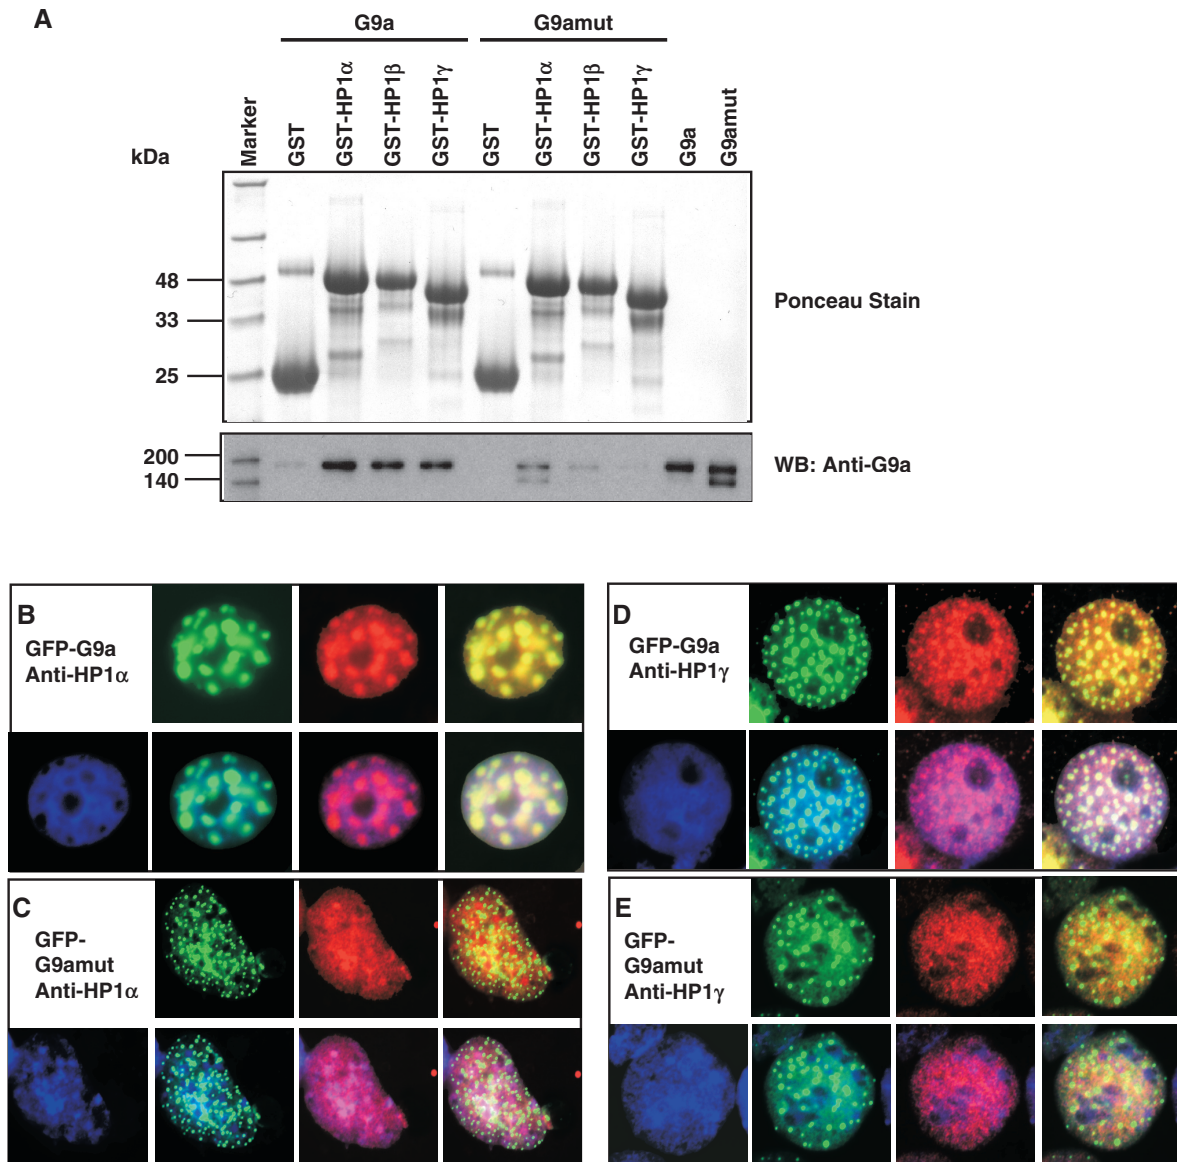 A
G9a
G9amut
kDa
Marker
GST
GST-HP1α
GST-HP1β
GST-HP1γ
GST
GST-HP1α
GST-HP1β
GST-HP1γ
G9a
G9amut
48
33
25
Ponceau Stain
200
140
WB: Anti-G9a
B
GFP-G9a
Anti-HP1α
C
GFP-
G9amut
Anti-HP1α
D
GFP-G9a
Anti-HP1γ
E
GFP-
G9amut
Anti-HP1γ